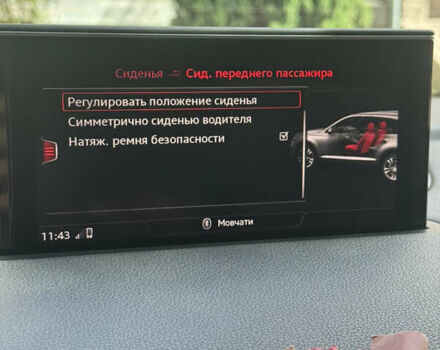 Сиденья Сид. переднего пассажира
Регулировать положение сиденья
Симметрично сиденью водителя
Натяж. ремня безопасности
Мовчати
11:43